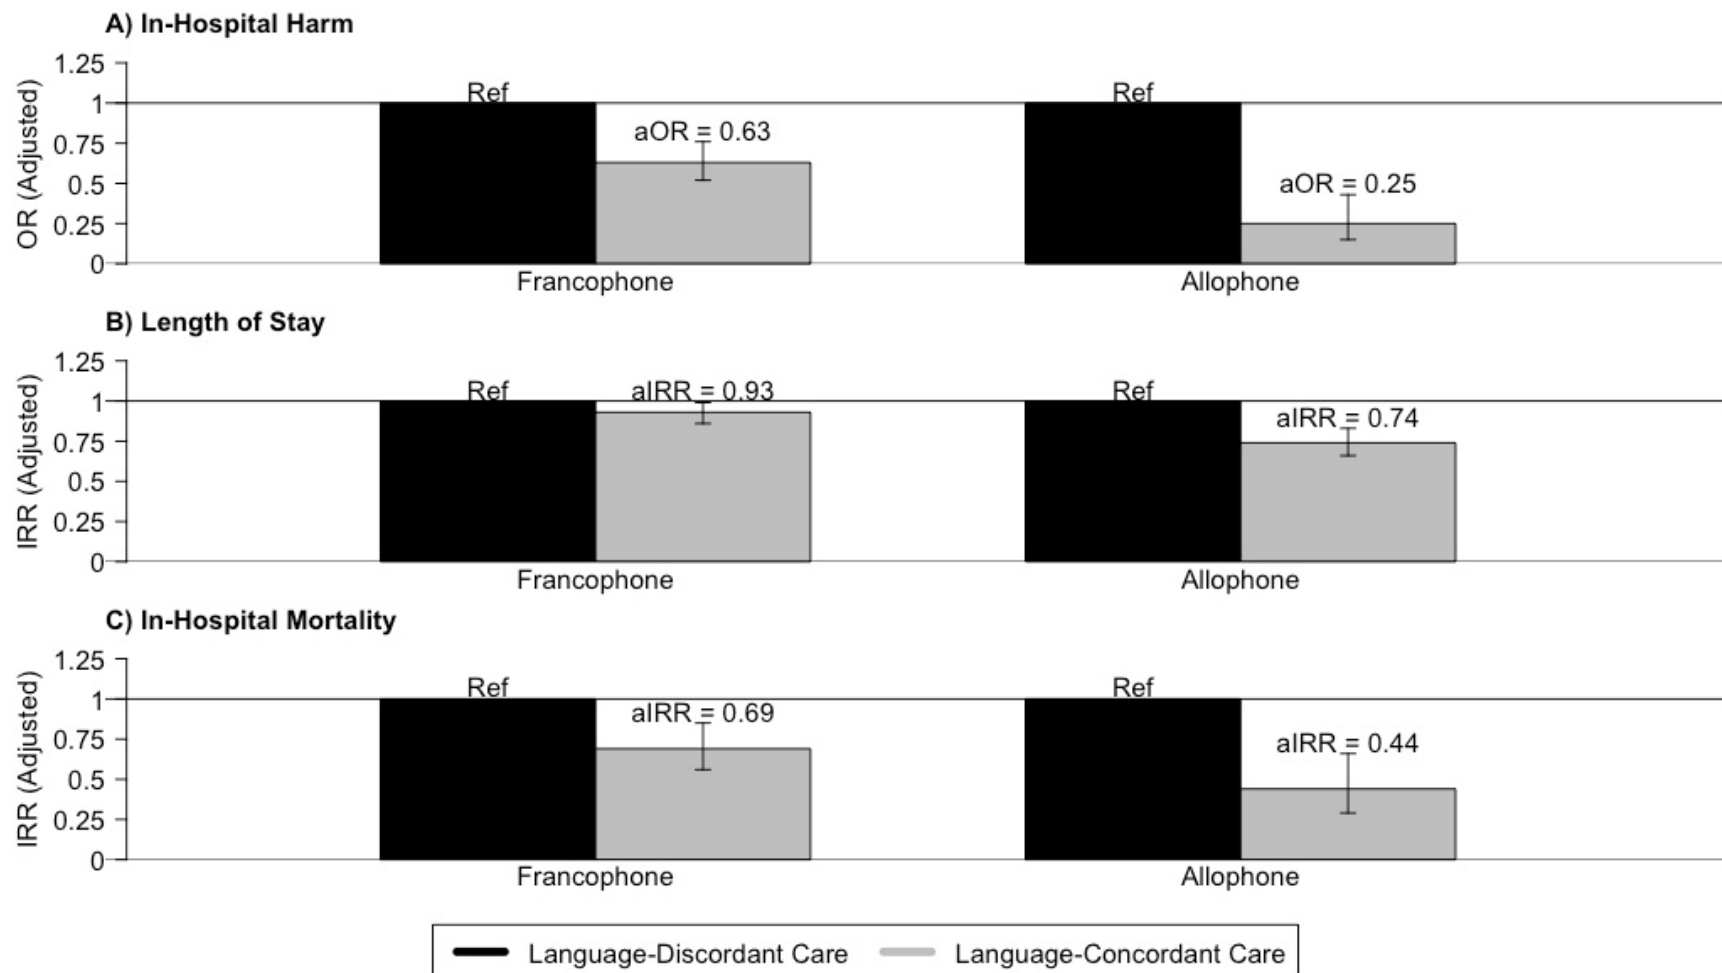 A) In-Hospital Harm
OR (Adjusted)
1.25
1
0.75
0.5
0.25
0
Ref
aOR = 0.63
Ref
aOR = 0.25
Francophone
Allophone
B) Length of Stay
IRR (Adjusted)
1.25
1
0.75
0.5
0.25
0
Ref
aIRR = 0.93
Ref
aIRR = 0.74
Francophone
Allophone
C) In-Hospital Mortality
IRR (Adjusted)
1.25
1
0.75
0.5
0.25
0
Ref
aIRR = 0.69
Ref
aIRR = 0.44
Francophone
Allophone
Language-Discordant Care
Language-Concordant Care